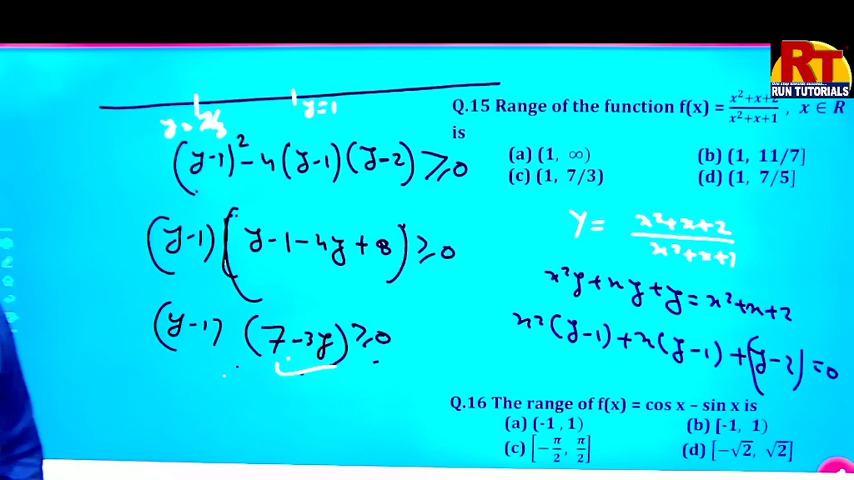 RT
RUN TUTORIALS
Q.15 Range of the function f(x) = x²+x+2 / x²+x+1 , x ∈ R
is
(a) (1, ∞) (b) (1, 11/7]
(c) (1, 7/3) (d) (1, 7/5]
y = 7/3 y=1
(y-1)² - 4(y-1)(y-2) ≥ 0
(y-1)(y-1-4y+8) ≥ 0
(y-1) (7-3y) ≥ 0
Y = x²+x+2 / x²+x+1
x²y+xy+y = x²+x+2
x²(y-1)+x(y-1)+(y-2)=0
Q.16 The range of f(x) = cos x – sin x is
(a) (-1 , 1) (b) [-1, 1)
(c) [-π/2, π/2] (d) [-√2, √2]